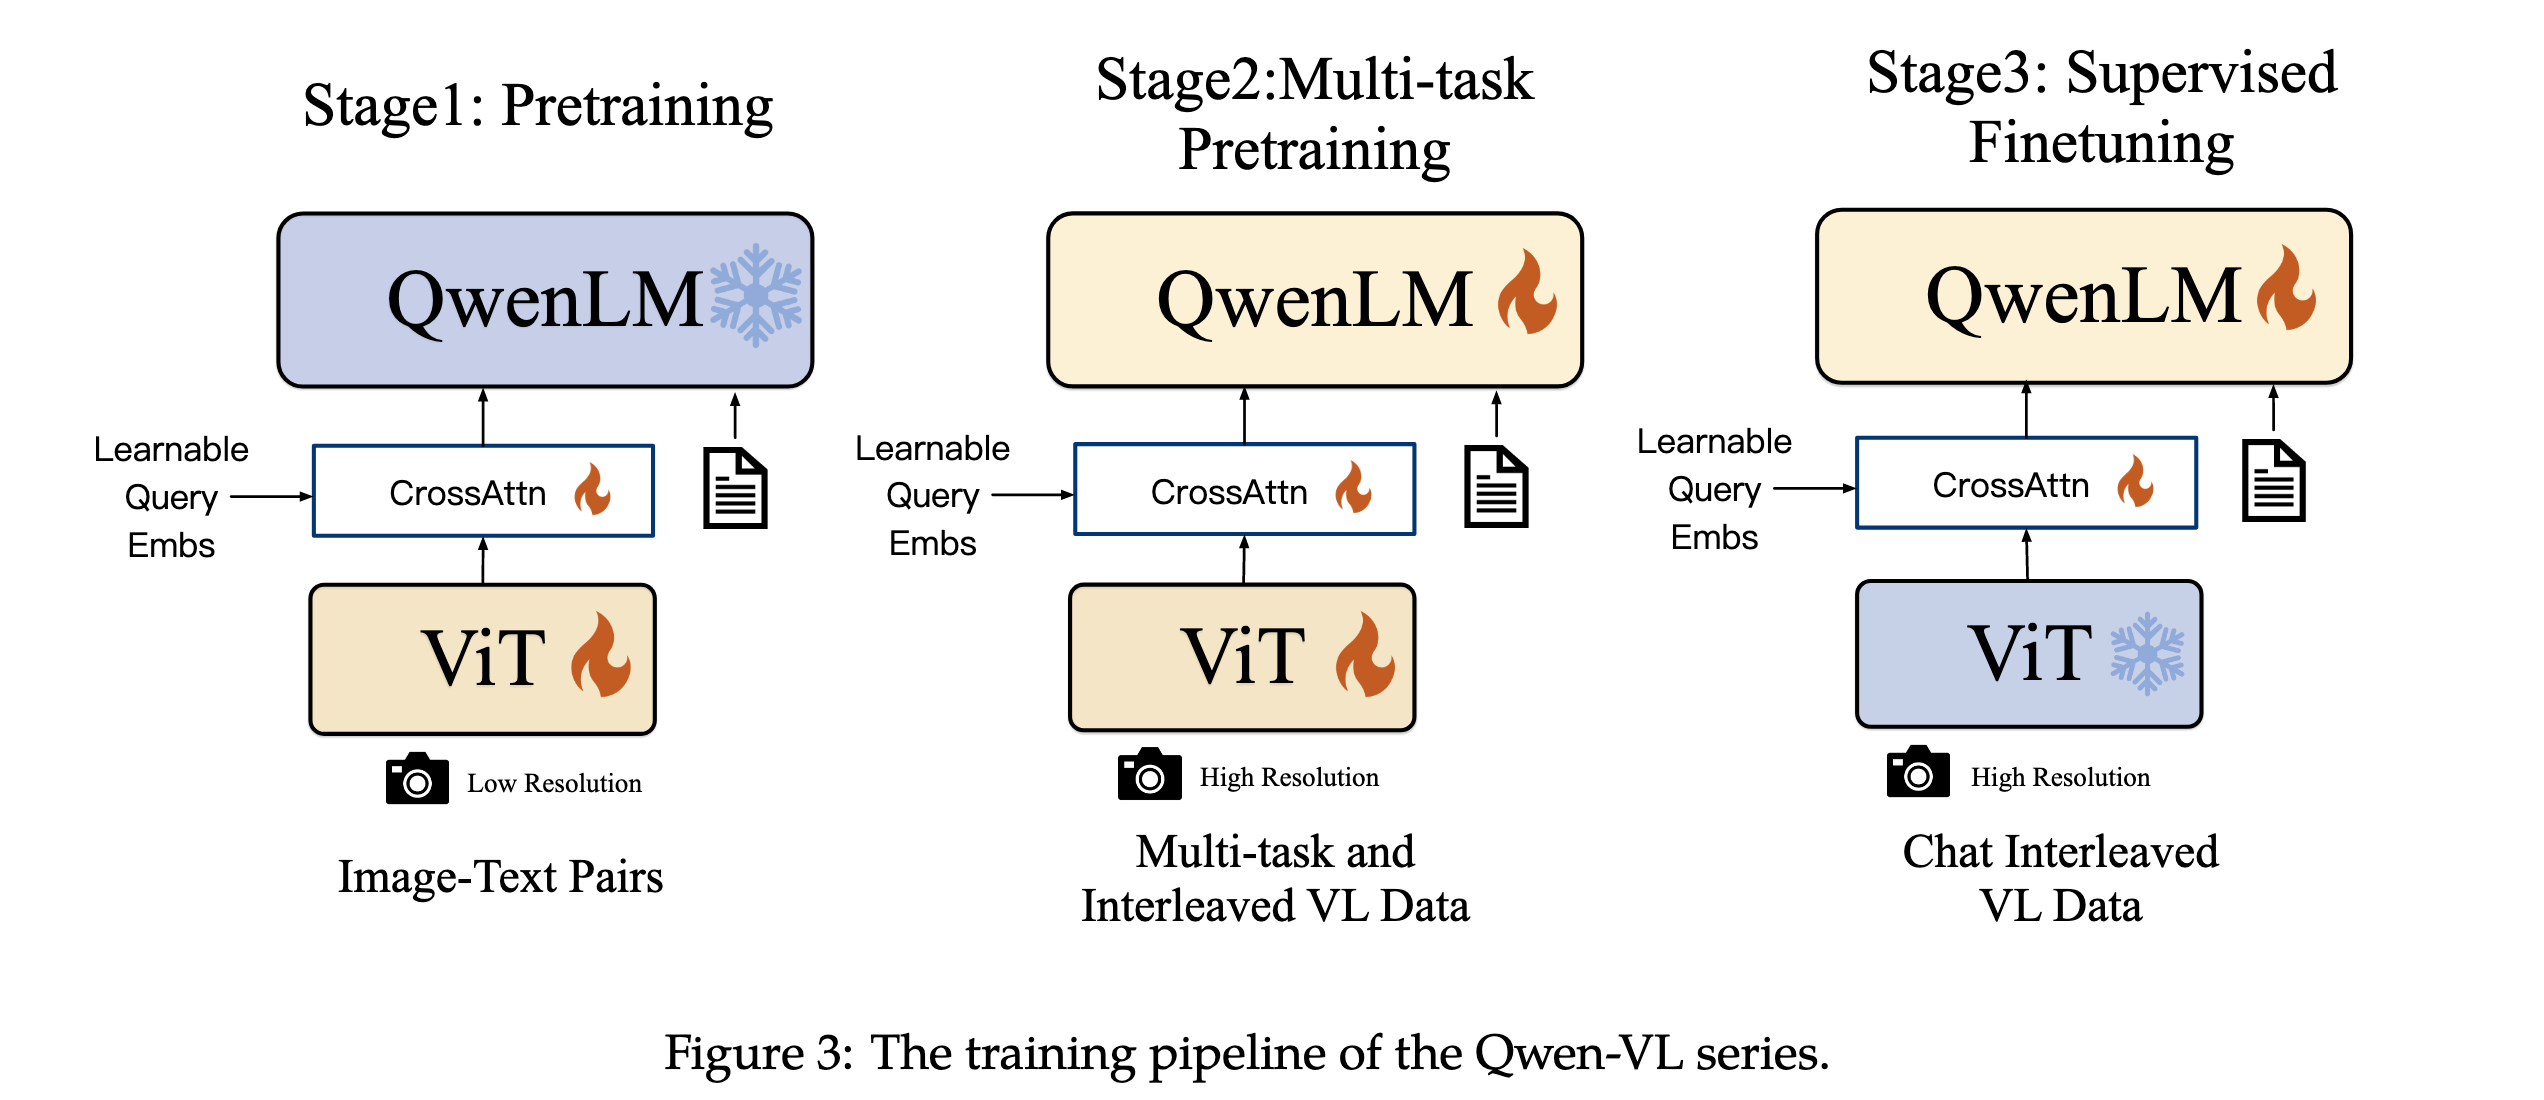 Stage1: Pretraining
QwenLM
Learnable
Query
Embs
CrossAttn
ViT
Low Resolution
Image-Text Pairs
Stage2:Multi-task
Pretraining
QwenLM
Learnable
Query
Embs
CrossAttn
ViT
High Resolution
Multi-task and
Interleaved VL Data
Stage3: Supervised
Finetuning
QwenLM
Learnable
Query
Embs
CrossAttn
ViT
High Resolution
Chat Interleaved
VL Data
Figure 3: The training pipeline of the Qwen-VL series.